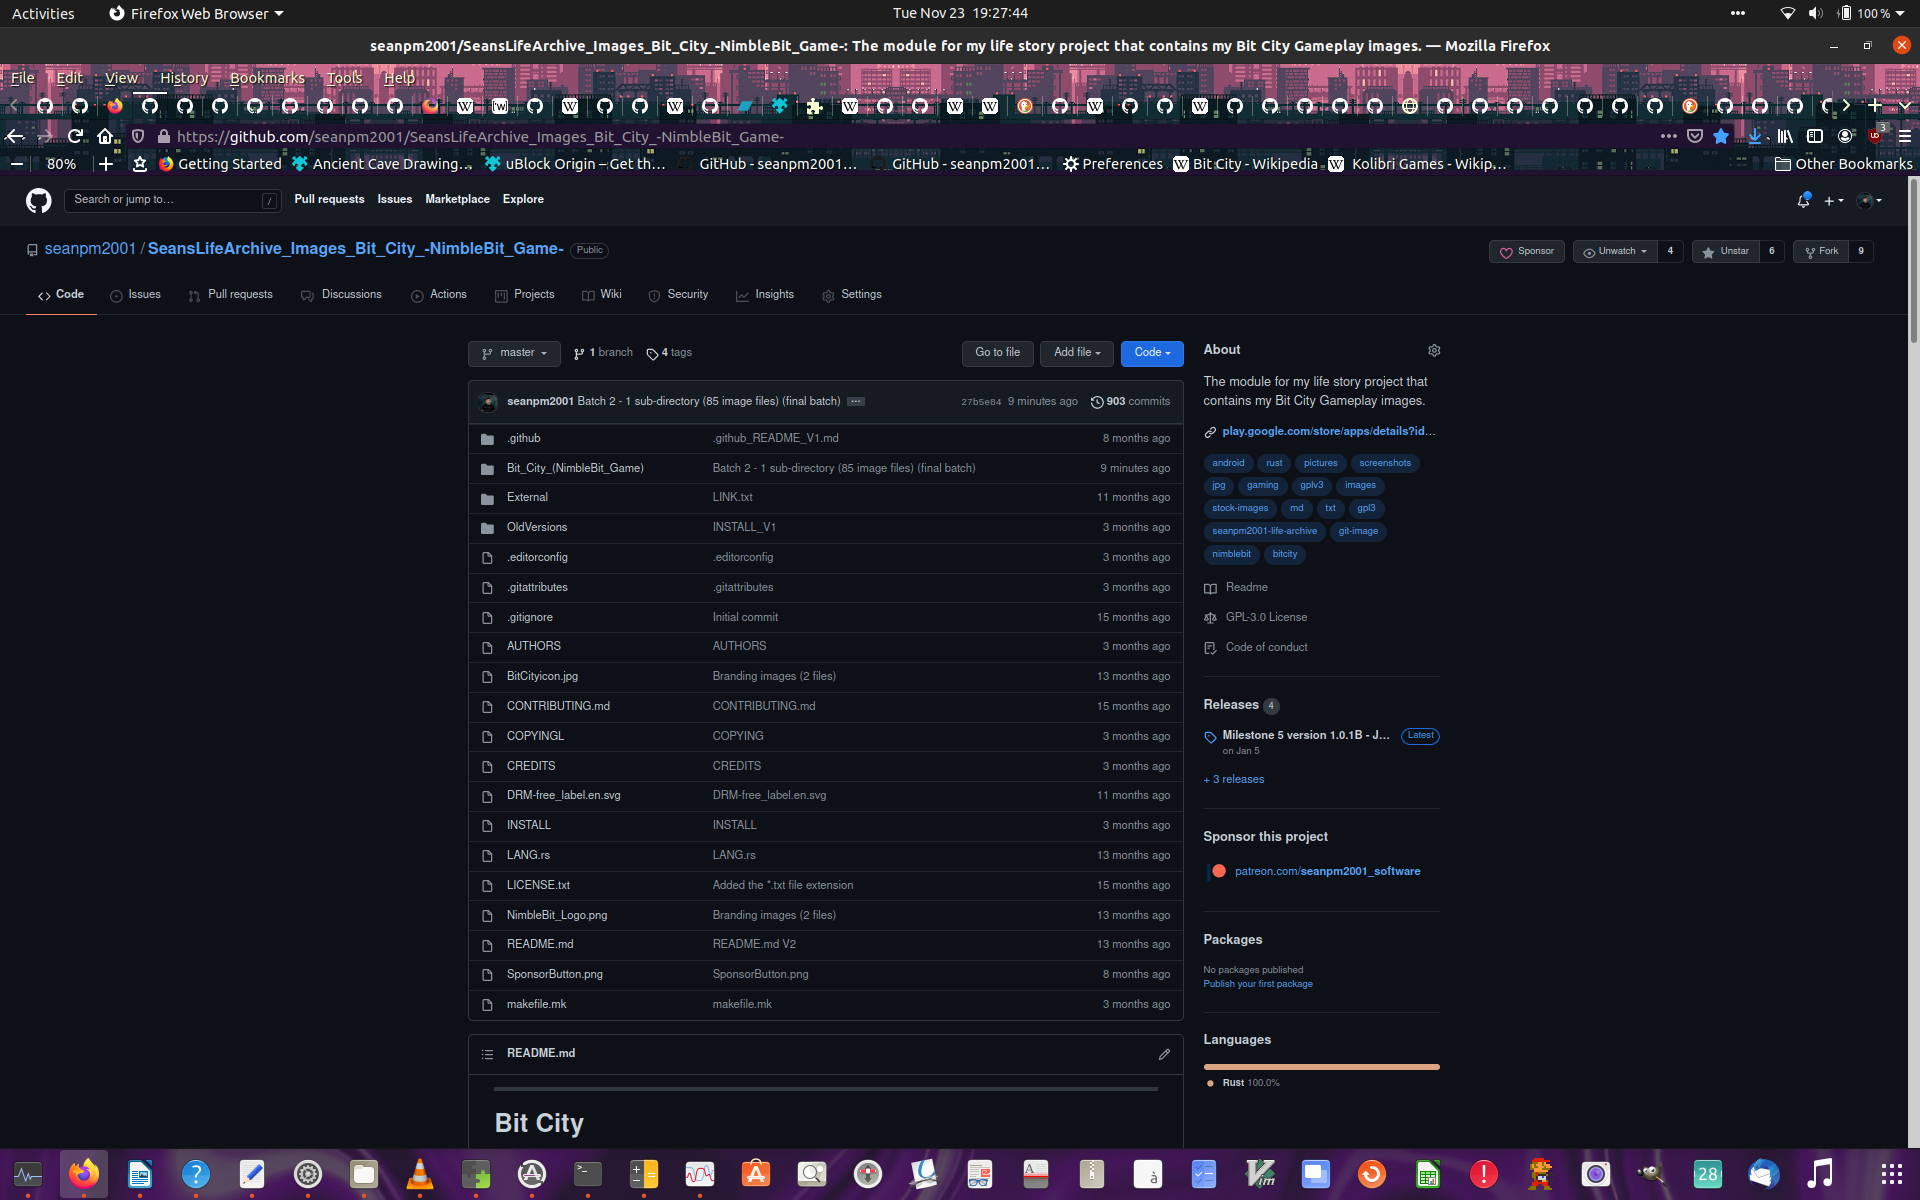 Activities Firefox Web Browser Tue Nov 23 19:27:44 100 %
seanpm2001/SeansLifeArchive_Images_Bit_City_-NimbleBit_Game-: The module for my life story project that contains my Bit City Gameplay images. — Mozilla Firefox
File Edit View History Bookmarks Tools Help
https://github.com/seanpm2001/SeansLifeArchive_Images_Bit_City_-NimbleBit_Game- 3
80% Getting Started Ancient Cave Drawing… uBlock Origin – Get th… GitHub - seanpm2001… GitHub - seanpm2001… Preferences Bit City - Wikipedia Kolibri Games - Wikip… Other Bookmarks
Search or jump to… / Pull requests Issues Marketplace Explore
seanpm2001 / SeansLifeArchive_Images_Bit_City_-NimbleBit_Game- Public Sponsor Unwatch 4 Unstar 6 Fork 9
Code Issues Pull requests Discussions Actions Projects Wiki Security Insights Settings
master 1 branch 4 tags Go to file Add file Code
seanpm2001 Batch 2 - 1 sub-directory (85 image files) (final batch) ... 27b5e84 9 minutes ago 903 commits
.github .github_README_V1.md 8 months ago
Bit_City_(NimbleBit_Game) Batch 2 - 1 sub-directory (85 image files) (final batch) 9 minutes ago
External LINK.txt 11 months ago
OldVersions INSTALL_V1 3 months ago
.editorconfig .editorconfig 3 months ago
.gitattributes .gitattributes 3 months ago
.gitignore Initial commit 15 months ago
AUTHORS AUTHORS 3 months ago
BitCityicon.jpg Branding images (2 files) 13 months ago
CONTRIBUTING.md CONTRIBUTING.md 15 months ago
COPYINGL COPYING 3 months ago
CREDITS CREDITS 3 months ago
DRM-free_label.en.svg DRM-free_label.en.svg 11 months ago
INSTALL INSTALL 3 months ago
LANG.rs LANG.rs 13 months ago
LICENSE.txt Added the *.txt file extension 15 months ago
NimbleBit_Logo.png Branding images (2 files) 13 months ago
README.md README.md V2 13 months ago
SponsorButton.png SponsorButton.png 8 months ago
makefile.mk makefile.mk 3 months ago
README.md
Bit City
About
The module for my life story project that
contains my Bit City Gameplay images.
play.google.com/store/apps/details?id…
android rust pictures screenshots
jpg gaming gplv3 images
stock-images md txt gpl3
seanpm2001-life-archive git-image
nimblebit bitcity
Readme
GPL-3.0 License
Code of conduct
Releases 4
Milestone 5 version 1.0.1B - J… Latest
on Jan 5
+ 3 releases
Sponsor this project
patreon.com/seanpm2001_software
Packages
No packages published
Publish your first package
Languages
Rust 100.0%
28